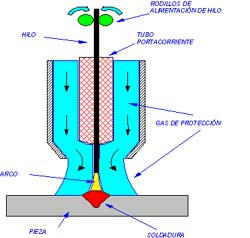 RODILLOS DE
ALIMENTACIÓN DE HILO
HILO
TUBO
PORTACORRIENTE
GAS DE PROTECCIÓN
ARCO
PIEZA
SOLDADURA